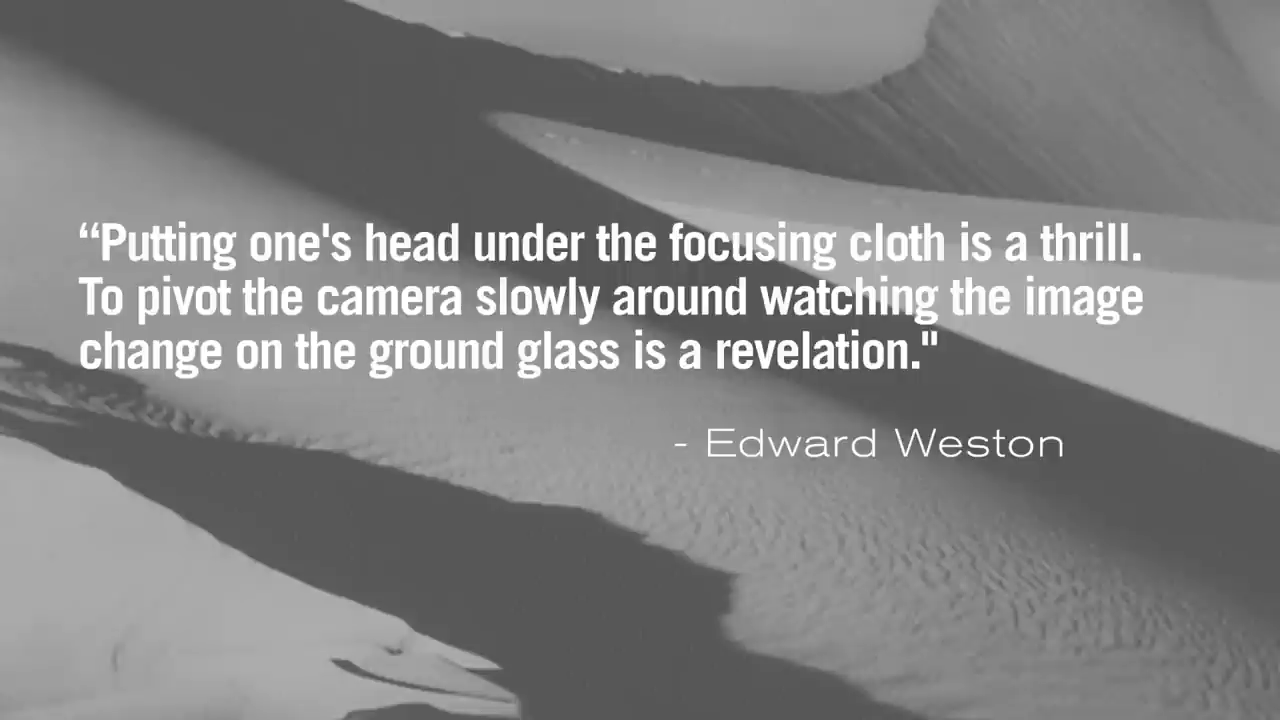 “Putting one's head under the focusing cloth is a thrill.
To pivot the camera slowly around watching the image
change on the ground glass is a revelation."
- Edward Weston